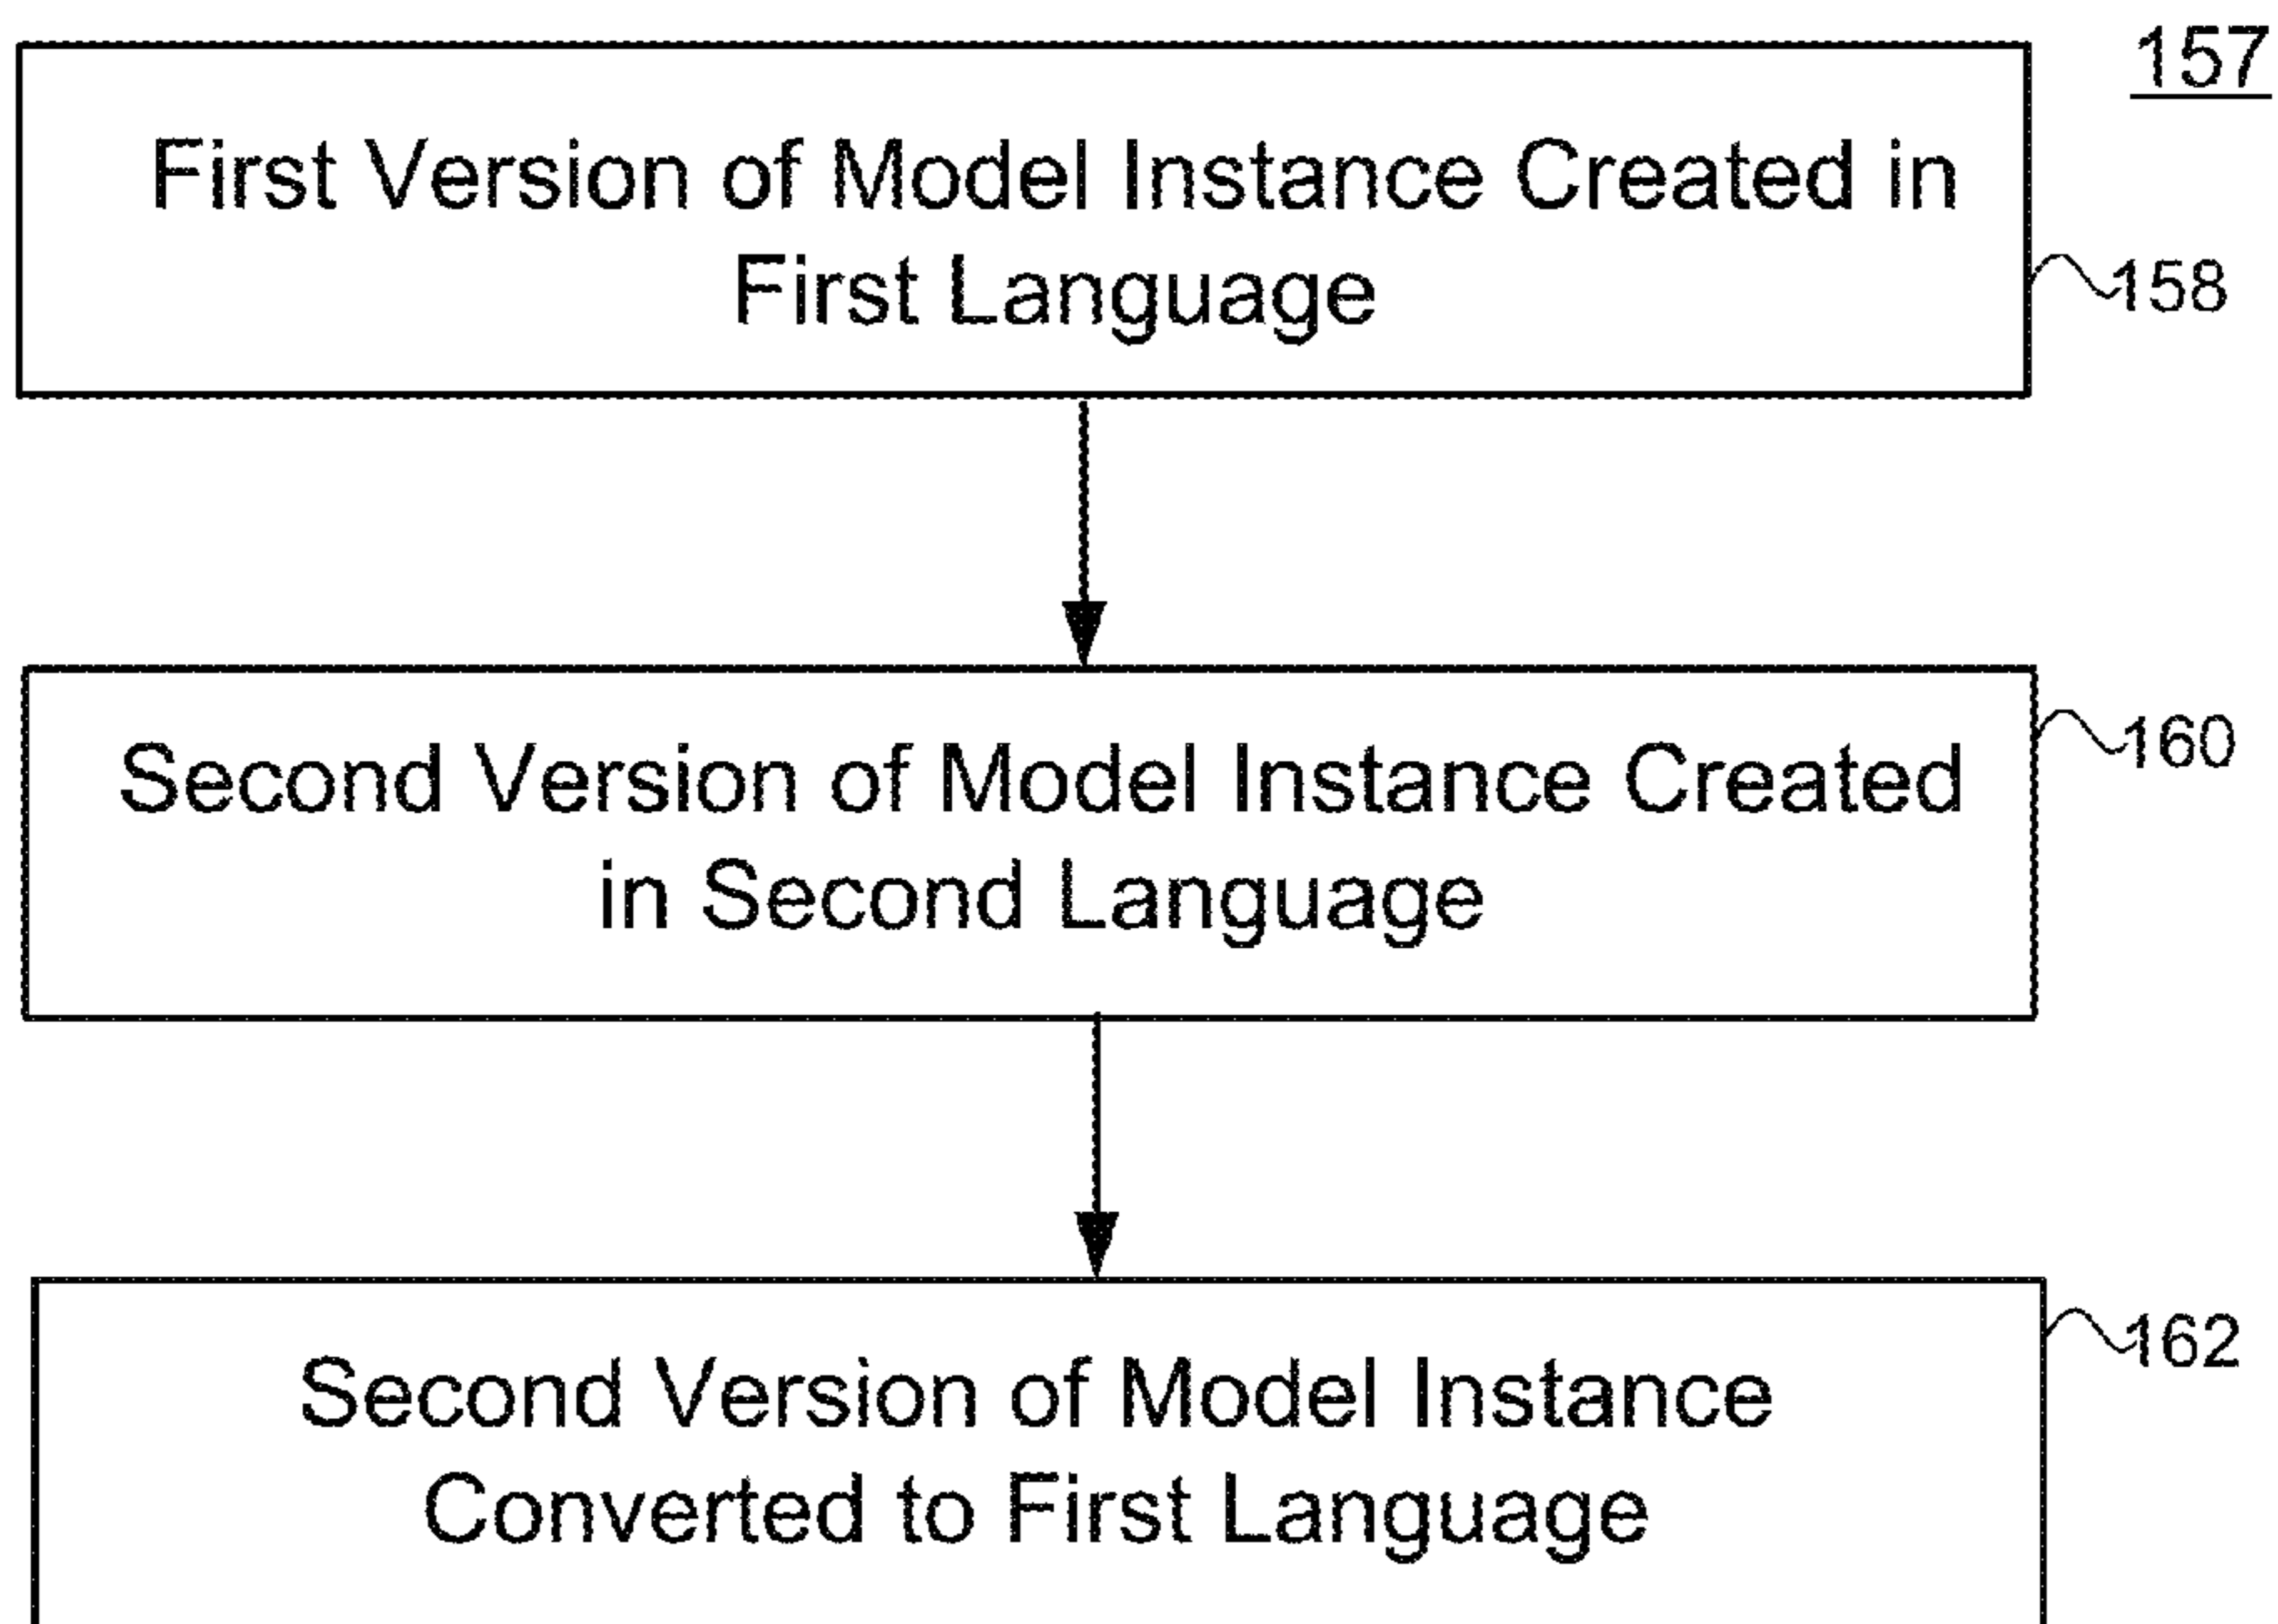 157
First Version of Model Instance Created in
First Language
158
Second Version of Model Instance Created
in Second Language
160
Second Version of Model Instance
Converted to First Language
162